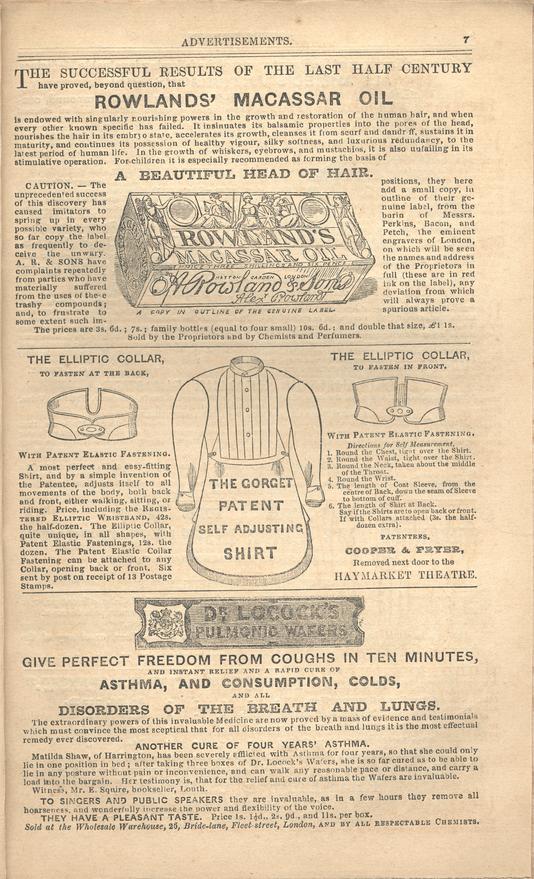 ADVERTISEMENTS. 7
THE SUCCESSFUL RESULTS OF THE LAST HALF CENTURY
have proved, beyond question, that
ROWLANDS' MACASSAR OIL
is endowed with singularly nourishing powers in the growth and restoration of the human hair, and when
every other known specific has failed. It insinuates its balsamic properties into the pores of the head,
nourishes the hair in its embryo state, accelerates its growth, cleanses it from scurf and dandriff, sustains it in
maturity, and continues its possession of healthy vigour, silky softness, and luxurious redundancy, to the
latest period of human life. In the growth of whiskers, eyebrows, and mustachios, it is also unfailing in its
stimulative operation. For children it is especially recommended as forming the basis of
A BEAUTIFUL HEAD OF HAIR.
CAUTION. — The
unprecedented success
of this discovery has
caused imitators to
spring up in every
possible variety, who
so far copy the label
as frequently to de-
ceive the unwary.
A. R. & SONS have
complaints repeatedly
from parties who have
materially suffered
from the uses of these
trashy compounds;
and, to frustrate to
some extent such im-
positions, they here
add a small copy, in
outline of their ge-
nuine label, from the
burin of Messrs.
Perkins, Bacon, and
Petch, the eminent
engravers of London,
on which will be seen
the names and address
of the Proprietors in
full (these are in red
ink on the label), any
deviation from which
will always prove a
spurious article.
ROWLAND'S
MACASSAR OIL
HATTON GARDEN LONDON
A. Rowland & Sons
Alex Rowland
A COPY IN OUTLINE OF THE GENUINE LABEL
The prices are 3s. 6d.; 7s.; family bottles (equal to four small) 10s. 6d.; and double that size, £1 1s.
Sold by the Proprietors and by Chemists and Perfumers.
THE ELLIPTIC COLLAR,
TO FASTEN AT THE BACK,
WITH PATENT ELASTIC FASTENING.
A most perfect and easy-fitting
Shirt, and by a simple invention of
the Patentee, adjusts itself to all
movements of the body, both back
and front, either walking, sitting, or
riding. Price, including the REGIS-
TERED ELLIPTIC WRISTBAND, 42s.
the half-dozen. The Elliptic Collar,
quite unique, in all shapes, with
Patent Elastic Fastenings, 12s. the
dozen. The Patent Elastic Collar
Fastening can be attached to any
Collar, opening back or front. Six
sent by post on receipt of 13 Postage
Stamps.
THE GORGET
PATENT
SELF ADJUSTING
SHIRT
THE ELLIPTIC COLLAR,
TO FASTEN IN FRONT,
WITH PATENT ELASTIC FASTENING.
Directions for Self Measurement.
1. Round the Chest, tight over the Shirt.
2. Round the Waist, tight over the Shirt.
3. Round the Neck, taken about the middle
of the Throat.
4. Round the Wrist.
5. The length of Coat Sleeve, from the
centre of Back, down the seam of Sleeve
to bottom of cuff.
6. The length of Shirt at Back.
Say if the Shirts are to open back or front.
If with Collars attached (3s. the half-
dozen extra).
PATENTEES,
COOPER & FRYER,
Removed next door to the
HAYMARKET THEATRE.
DR LOCOCK'S
PULMONIC WAFERS
GIVE PERFECT FREEDOM FROM COUGHS IN TEN MINUTES,
AND INSTANT RELIEF AND A RAPID CURE OF
ASTHMA, AND CONSUMPTION, COLDS,
AND ALL
DISORDERS OF THE BREATH AND LUNGS.
The extraordinary powers of this invaluable Medicine are now proved by a mass of evidence and testimonials
which must convince the most sceptical that for all disorders of the breath and lungs it is the most effectual
remedy ever discovered.
ANOTHER CURE OF FOUR YEARS' ASTHMA.
Matilda Shaw, of Harrington, has been severely afflicted with Asthma for four years, so that she could only
lie in one position in bed; after taking three boxes of Dr. Locock's Wafers, she is so far cured as to be able to
lie in any posture without pain or inconvenience, and can walk any reasonable pace or distance, and carry a
load into the bargain. Her testimony is, that for the relief and cure of asthma the Wafers are invaluable.
Witness, Mr. E. Squire, bookseller, Louth.
TO SINGERS AND PUBLIC SPEAKERS they are invaluable, as in a few hours they remove all
hoarseness, and wonderfully increase the power and flexibility of the voice.
THEY HAVE A PLEASANT TASTE. Price 1s. 1½d., 2s. 9d., and 11s. per box.
Sold at the Wholesale Warehouse, 26, Bride-lane, Fleet-street, London, AND BY ALL RESPECTABLE CHEMISTS.